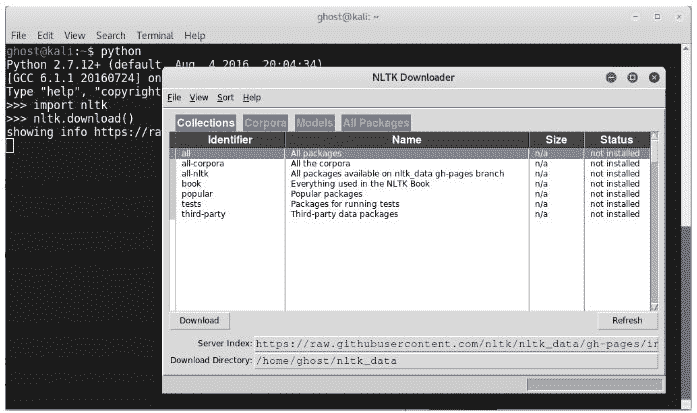 ghost@kali: ~
File Edit View Search Terminal Help
ghost@kali:~$ python
Python 2.7.12+ (default, Aug 4 2016, 20:04:34)
[GCC 6.1.1 20160724] on
Type "help", "copyright
>>> import nltk
>>> nltk.download()
showing info https://ra
NLTK Downloader
File View Sort Help
Collections Corpora Models All Packages
Identifier Name Size Status
all All packages n/a not installed
all-corpora All the corpora n/a not installed
all-nltk All packages available on nltk_data gh-pages branch n/a not installed
book Everything used in the NLTK Book n/a not installed
popular Popular packages n/a not installed
tests Packages for running tests n/a not installed
third-party Third-party data packages n/a not installed
Download Refresh
Server Index: https://raw.githubusercontent.com/nltk/nltk_data/gh-pages/in
Download Directory: /home/ghost/nltk_data